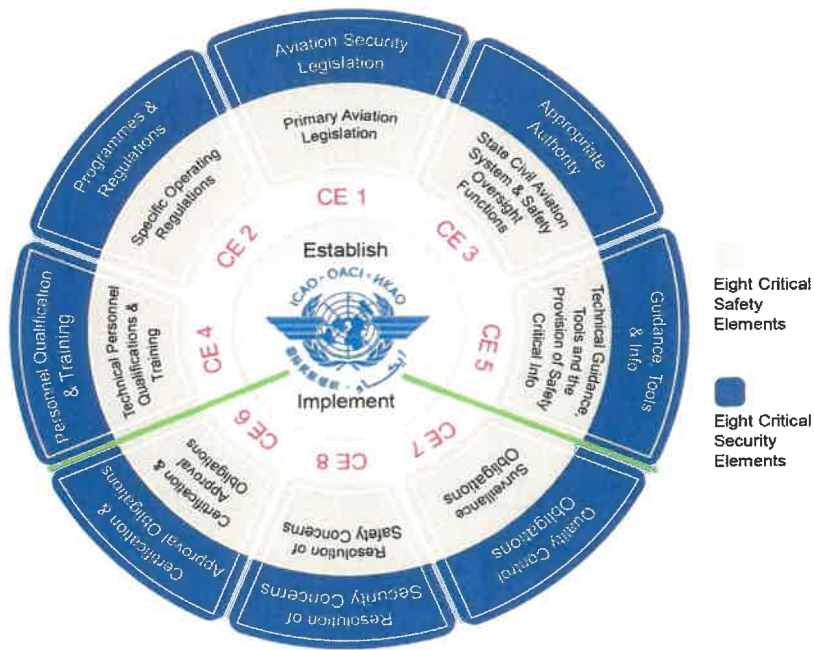 Aviation Security
Legislation
Appropriate
Authority
Guidance, Tools
& Info
Quality Control
Obligations
Resolution of
Security Concerns
Certification &
Approval Obligations
Personnel Qualification
& Training
Programmes &
Regulations
Primary Aviation
Legislation
State Civil Aviation
System & Safety
Oversight
Functions
Technical Guidance,
Tools and the
Provision of Safety
Critical Info
Surveillance
Obligations
Resolution of
Safety Concerns
Certification &
Approval
Obligations
Technical Personnel
Qualifications &
Training
Specific Operating
Regulations
CE 1
CE 3
CE 5
CE 7
CE 8
CE 6
CE 4
CE 2
Establish
ICAO · OACI · ИКАО
Implement
Eight Critical
Safety
Elements
Eight Critical
Security
Elements